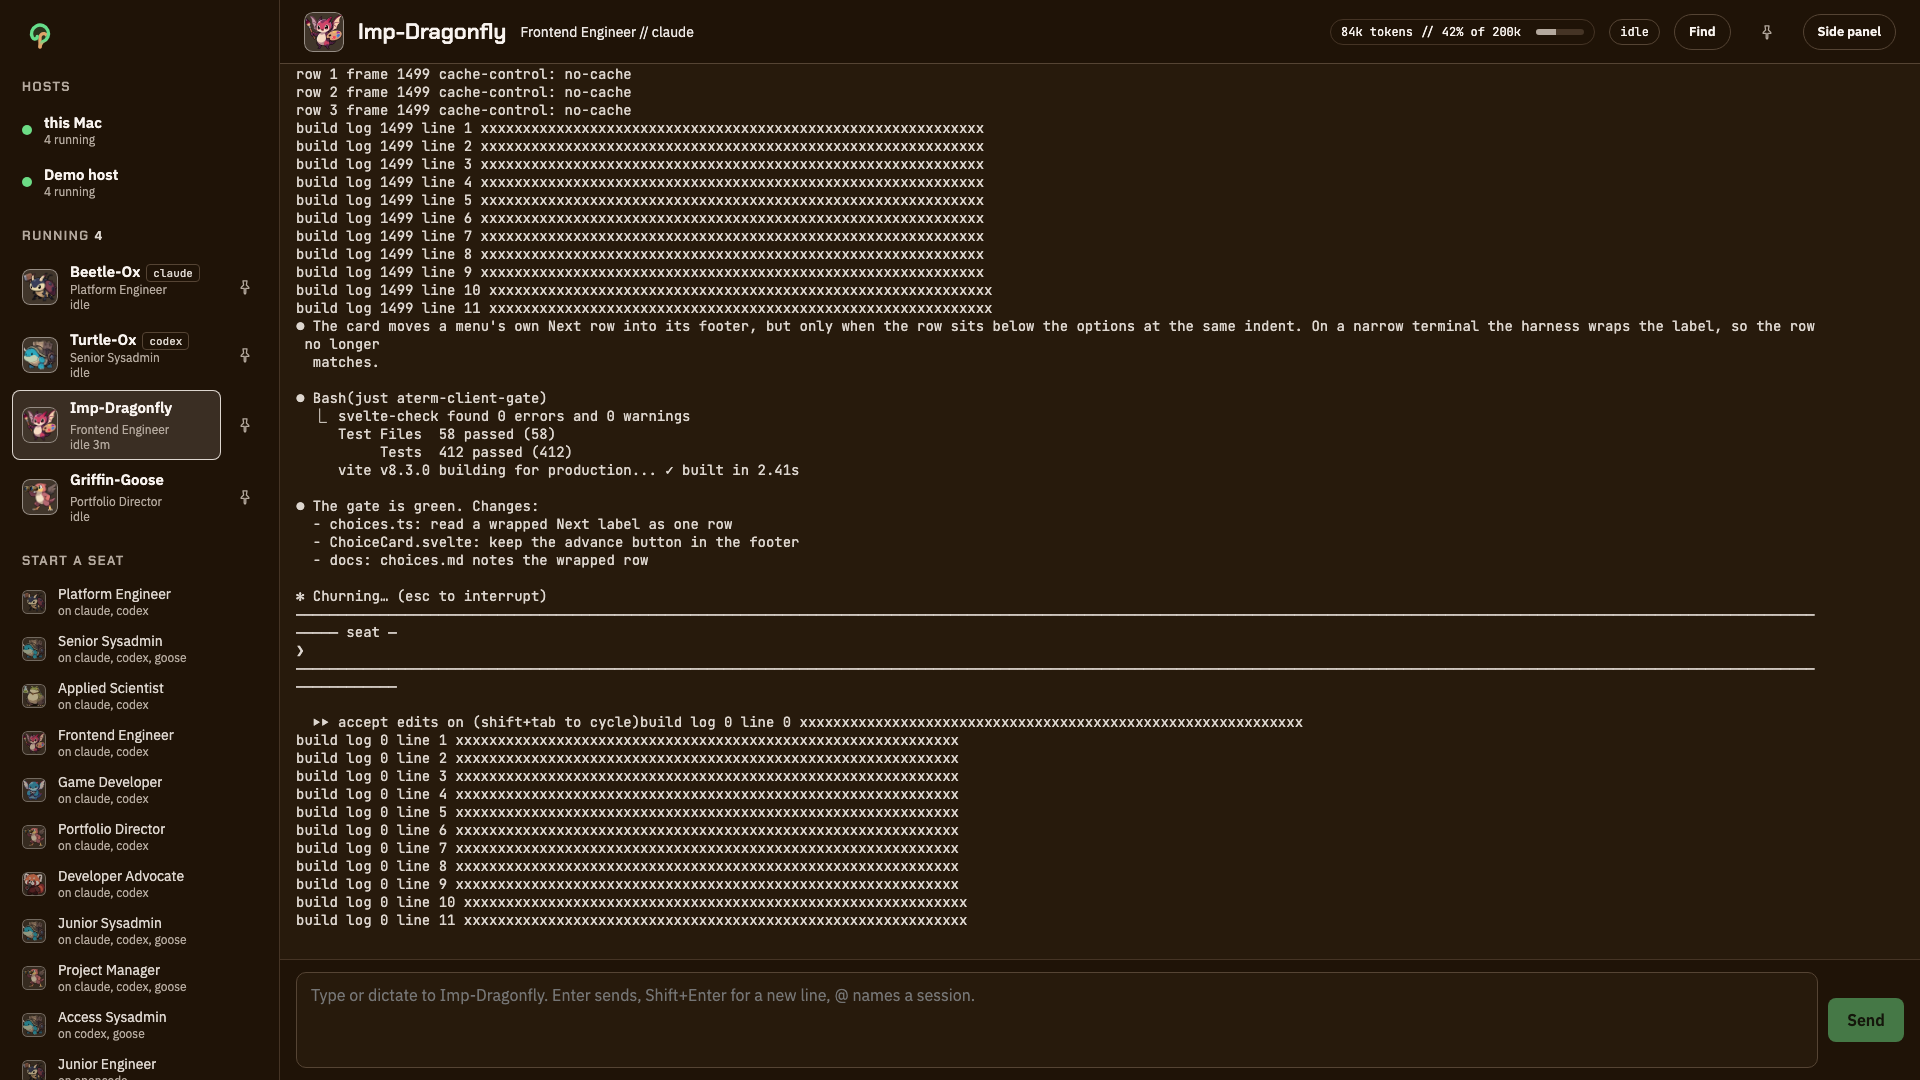 HOSTS
this Mac
4 running
Demo host
4 running
RUNNING 4
Beetle-Ox claude
Platform Engineer
idle
Turtle-Ox codex
Senior Sysadmin
idle
Imp-Dragonfly
Frontend Engineer
idle 3m
Griffin-Goose
Portfolio Director
idle
START A SEAT
Platform Engineer
on claude, codex
Senior Sysadmin
on claude, codex, goose
Applied Scientist
on claude, codex
Frontend Engineer
on claude, codex
Game Developer
on claude, codex
Portfolio Director
on claude, codex
Developer Advocate
on claude, codex
Junior Sysadmin
on claude, codex, goose
Project Manager
on claude, codex, goose
Access Sysadmin
on codex, goose
Junior Engineer
Imp-Dragonfly Frontend Engineer // claude 84k tokens // 42% of 200k idle Find Side panel
row 1 frame 1499 cache-control: no-cache
row 2 frame 1499 cache-control: no-cache
row 3 frame 1499 cache-control: no-cache
build log 1499 line 1 xxxxxxxxxxxxxxxxxxxxxxxxxxxxxxxxxxxxxxxxxxxxxxxxxxxxxxxxxxxx
build log 1499 line 2 xxxxxxxxxxxxxxxxxxxxxxxxxxxxxxxxxxxxxxxxxxxxxxxxxxxxxxxxxxxx
build log 1499 line 3 xxxxxxxxxxxxxxxxxxxxxxxxxxxxxxxxxxxxxxxxxxxxxxxxxxxxxxxxxxxx
build log 1499 line 4 xxxxxxxxxxxxxxxxxxxxxxxxxxxxxxxxxxxxxxxxxxxxxxxxxxxxxxxxxxxx
build log 1499 line 5 xxxxxxxxxxxxxxxxxxxxxxxxxxxxxxxxxxxxxxxxxxxxxxxxxxxxxxxxxxxx
build log 1499 line 6 xxxxxxxxxxxxxxxxxxxxxxxxxxxxxxxxxxxxxxxxxxxxxxxxxxxxxxxxxxxx
build log 1499 line 7 xxxxxxxxxxxxxxxxxxxxxxxxxxxxxxxxxxxxxxxxxxxxxxxxxxxxxxxxxxxx
build log 1499 line 8 xxxxxxxxxxxxxxxxxxxxxxxxxxxxxxxxxxxxxxxxxxxxxxxxxxxxxxxxxxxx
build log 1499 line 9 xxxxxxxxxxxxxxxxxxxxxxxxxxxxxxxxxxxxxxxxxxxxxxxxxxxxxxxxxxxx
build log 1499 line 10 xxxxxxxxxxxxxxxxxxxxxxxxxxxxxxxxxxxxxxxxxxxxxxxxxxxxxxxxxxxx
build log 1499 line 11 xxxxxxxxxxxxxxxxxxxxxxxxxxxxxxxxxxxxxxxxxxxxxxxxxxxxxxxxxxxx
● The card moves a menu's own Next row into its footer, but only when the row sits below the options at the same indent. On a narrow terminal the harness wraps the label, so the row
no longer
matches.
● Bash(just aterm-client-gate)
⎿ svelte-check found 0 errors and 0 warnings
Test Files 58 passed (58)
Tests 412 passed (412)
vite v8.3.0 building for production... ✓ built in 2.41s
● The gate is green. Changes:
- choices.ts: read a wrapped Next label as one row
- ChoiceCard.svelte: keep the advance button in the footer
- docs: choices.md notes the wrapped row
✻ Churning… (esc to interrupt)
───── seat ─
❯
⏵⏵ accept edits on (shift+tab to cycle)build log 0 line 0 xxxxxxxxxxxxxxxxxxxxxxxxxxxxxxxxxxxxxxxxxxxxxxxxxxxxxxxxxxxx
build log 0 line 1 xxxxxxxxxxxxxxxxxxxxxxxxxxxxxxxxxxxxxxxxxxxxxxxxxxxxxxxxxxxx
build log 0 line 2 xxxxxxxxxxxxxxxxxxxxxxxxxxxxxxxxxxxxxxxxxxxxxxxxxxxxxxxxxxxx
build log 0 line 3 xxxxxxxxxxxxxxxxxxxxxxxxxxxxxxxxxxxxxxxxxxxxxxxxxxxxxxxxxxxx
build log 0 line 4 xxxxxxxxxxxxxxxxxxxxxxxxxxxxxxxxxxxxxxxxxxxxxxxxxxxxxxxxxxxx
build log 0 line 5 xxxxxxxxxxxxxxxxxxxxxxxxxxxxxxxxxxxxxxxxxxxxxxxxxxxxxxxxxxxx
build log 0 line 6 xxxxxxxxxxxxxxxxxxxxxxxxxxxxxxxxxxxxxxxxxxxxxxxxxxxxxxxxxxxx
build log 0 line 7 xxxxxxxxxxxxxxxxxxxxxxxxxxxxxxxxxxxxxxxxxxxxxxxxxxxxxxxxxxxx
build log 0 line 8 xxxxxxxxxxxxxxxxxxxxxxxxxxxxxxxxxxxxxxxxxxxxxxxxxxxxxxxxxxxx
build log 0 line 9 xxxxxxxxxxxxxxxxxxxxxxxxxxxxxxxxxxxxxxxxxxxxxxxxxxxxxxxxxxxx
build log 0 line 10 xxxxxxxxxxxxxxxxxxxxxxxxxxxxxxxxxxxxxxxxxxxxxxxxxxxxxxxxxxxx
build log 0 line 11 xxxxxxxxxxxxxxxxxxxxxxxxxxxxxxxxxxxxxxxxxxxxxxxxxxxxxxxxxxxx
Type or dictate to Imp-Dragonfly. Enter sends, Shift+Enter for a new line, @ names a session.
Send